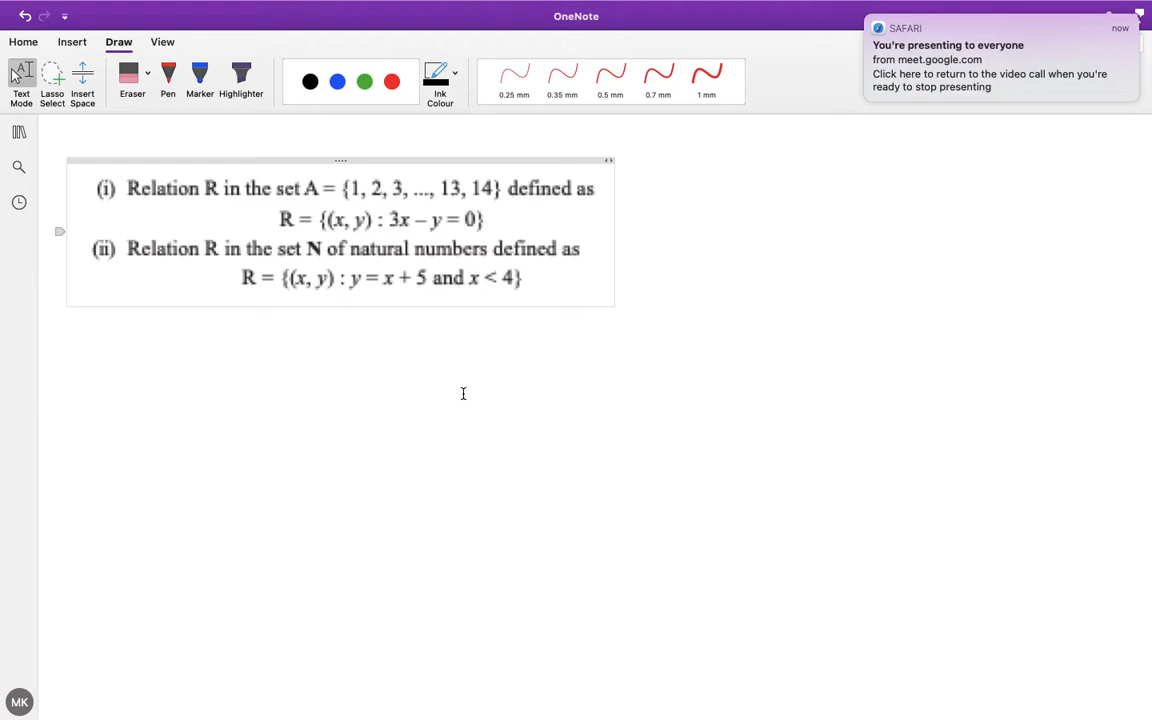 OneNote
SAFARI
now
You're presenting to everyone
from meet.google.com
Click here to return to the video call when you're
ready to stop presenting
Home
Insert
Draw
View
Text
Mode
Lasso
Select
Insert
Space
Eraser
Pen
Marker
Highlighter
Ink
Colour
0.25 mm
0.35 mm
0.5 mm
0.7 mm
1 mm
(i) Relation R in the set A = {1, 2, 3, ..., 13, 14} defined as
R = {(x, y) : 3x – y = 0}
(ii) Relation R in the set N of natural numbers defined as
R = {(x, y) : y = x + 5 and x < 4}
MK